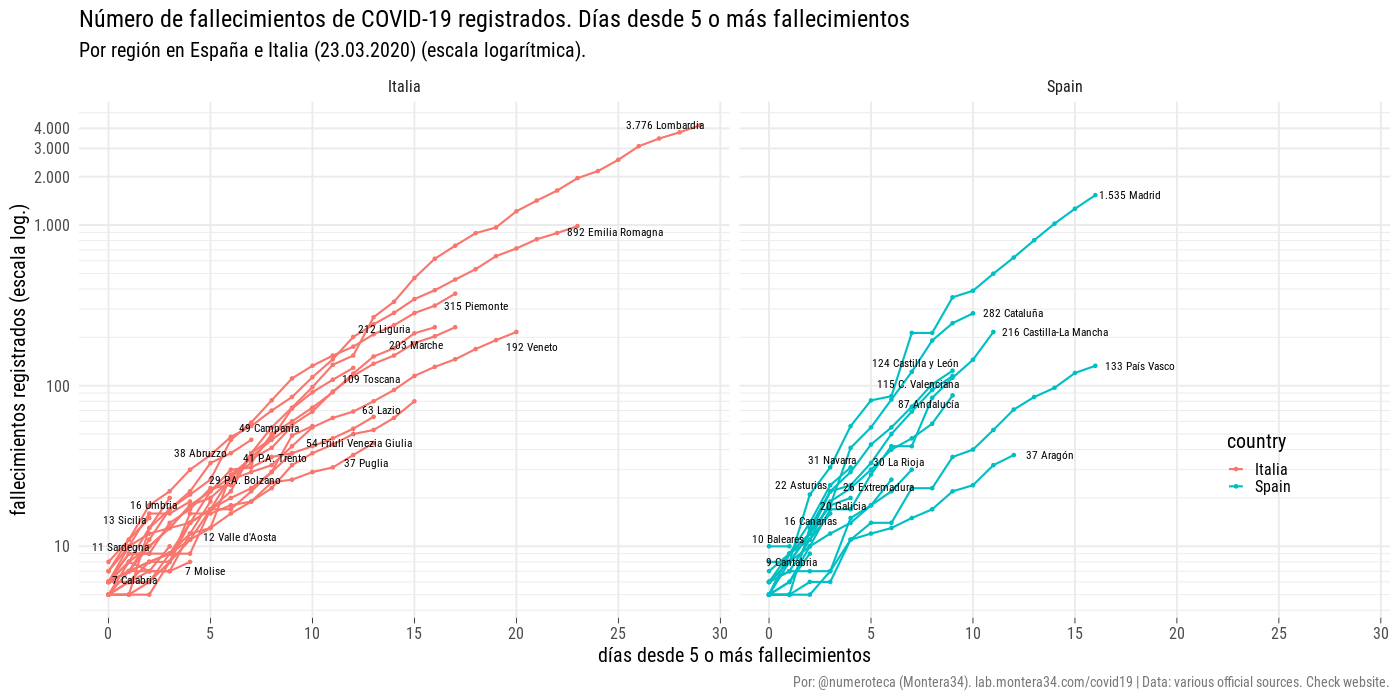 Número de fallecimientos de COVID-19 registrados. Días desde 5 o más fallecimientos
Por región en España e Italia (23.03.2020) (escala logarítmica).
Italia
Spain
fallecimientos registrados (escala log.)
4.000
3.000
2.000
1.000
100
10
3.776 Lombardia
892 Emilia Romagna
315 Piemonte
212 Liguria
203 Marche
192 Veneto
109 Toscana
63 Lazio
49 Campania
54 Friuli Venezia Giulia
38 Abruzzo
41 P.A. Trento
37 Puglia
29 P.A. Bolzano
16 Umbria
13 Sicilia
12 Valle d'Aosta
11 Sardegna
7 Molise
7 Calabria
1.535 Madrid
282 Cataluña
216 Castilla-La Mancha
124 Castilla y León
133 País Vasco
115 C. Valenciana
87 Andalucía
37 Aragón
31 Navarra
30 La Rioja
22 Asturias
26 Extremadura
20 Galicia
16 Canarias
10 Baleares
9 Cantabria
country
Italia
Spain
0 5 10 15 20 25 30
0 5 10 15 20 25 30
días desde 5 o más fallecimientos
Por: @numeroteca (Montera34). lab.montera34.com/covid19 | Data: various official sources. Check website.